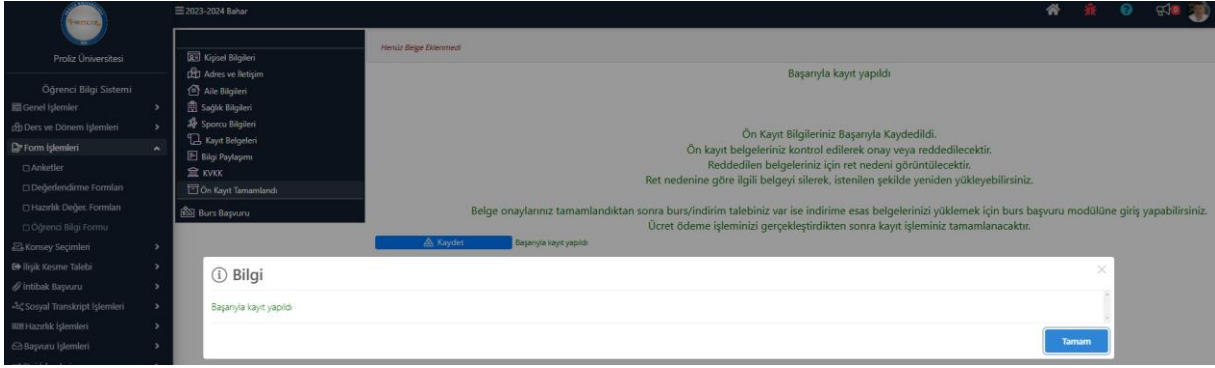 PROLİZ
2023-2024 Bahar
Proliz Üniversitesi
Öğrenci Bilgi Sistemi
Genel İşlemler
Ders ve Dönem İşlemleri
Form İşlemleri
Anketler
Değerlendirme Formları
Hazırlık Değer. Formları
Öğrenci Bilgi Formu
Konsey Seçimleri
İlişik Kesme Talebi
İntibak Başvuru
Sosyal Transkript İşlemleri
Hazırlık İşlemleri
Başvuru İşlemleri
Kişisel Bilgileri
Adres ve İletişim
Aile Bilgileri
Sağlık Bilgileri
Sporcu Bilgileri
Kayıt Belgeleri
Bilgi Paylaşımı
KVKK
Ön Kayıt Tamamlandı
Burs Başvuru
Henüz Belge Eklenmedi
Başarıyla kayıt yapıldı
Ön Kayıt Bilgileriniz Başarıyla Kaydedildi.
Ön kayıt belgeleriniz kontrol edilerek onay veya reddedilecektir.
Reddedilen belgeleriniz için ret nedeni görüntülecektir.
Ret nedenine göre ilgili belgeyi silerek, istenilen şekilde yeniden yükleyebilirsiniz.
Belge onaylarınız tamamlandıktan sonra burs/indirim talebiniz var ise indirime esas belgelerinizi yüklemek için burs başvuru modülüne giriş yapabilirsiniz.
Ücret ödeme işleminizi gerçekleştirdikten sonra kayıt işleminiz tamamlanacaktır.
Kaydet
Başarıyla kayıt yapıldı
Bilgi
Başarıyla kayıt yapıldı
Tamam